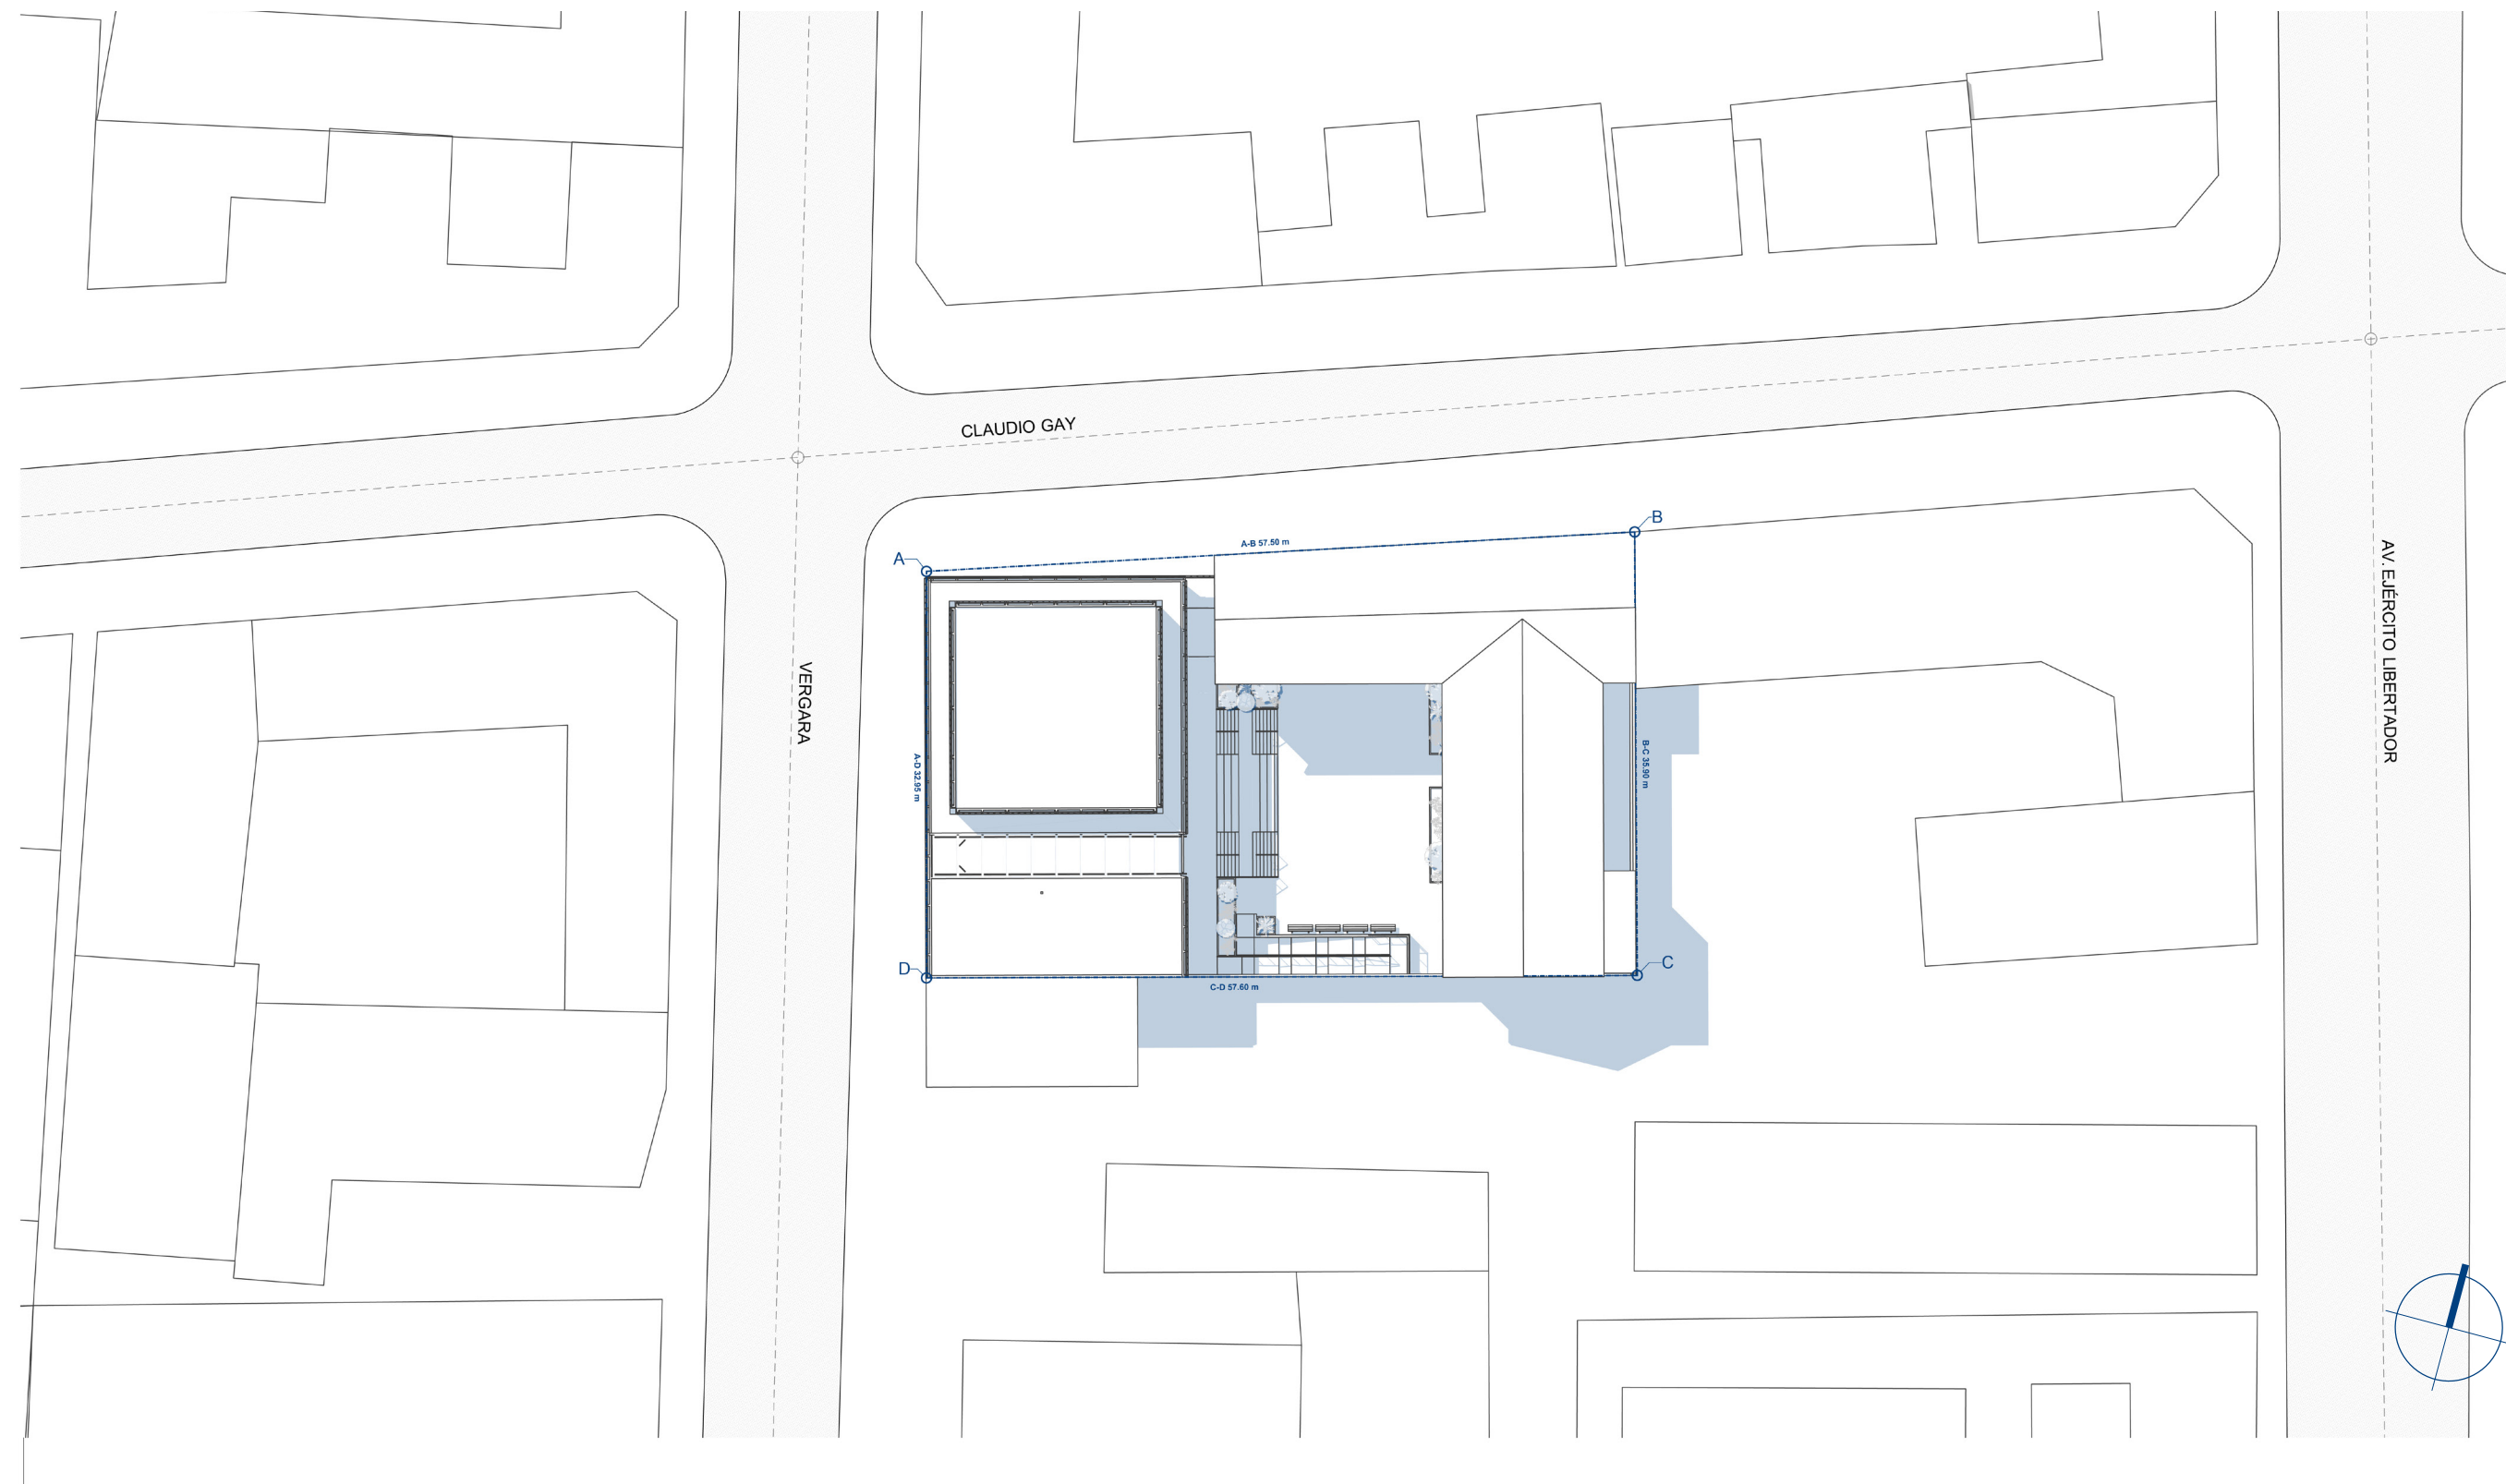 CLAUDIO GAY
B
A-B 57.50 m
A
AV. EJÉRCITO LIBERTADOR
VERGARA
B-C 35.90 m
A-D 32.95 m
C
D
C-D 57.60 m